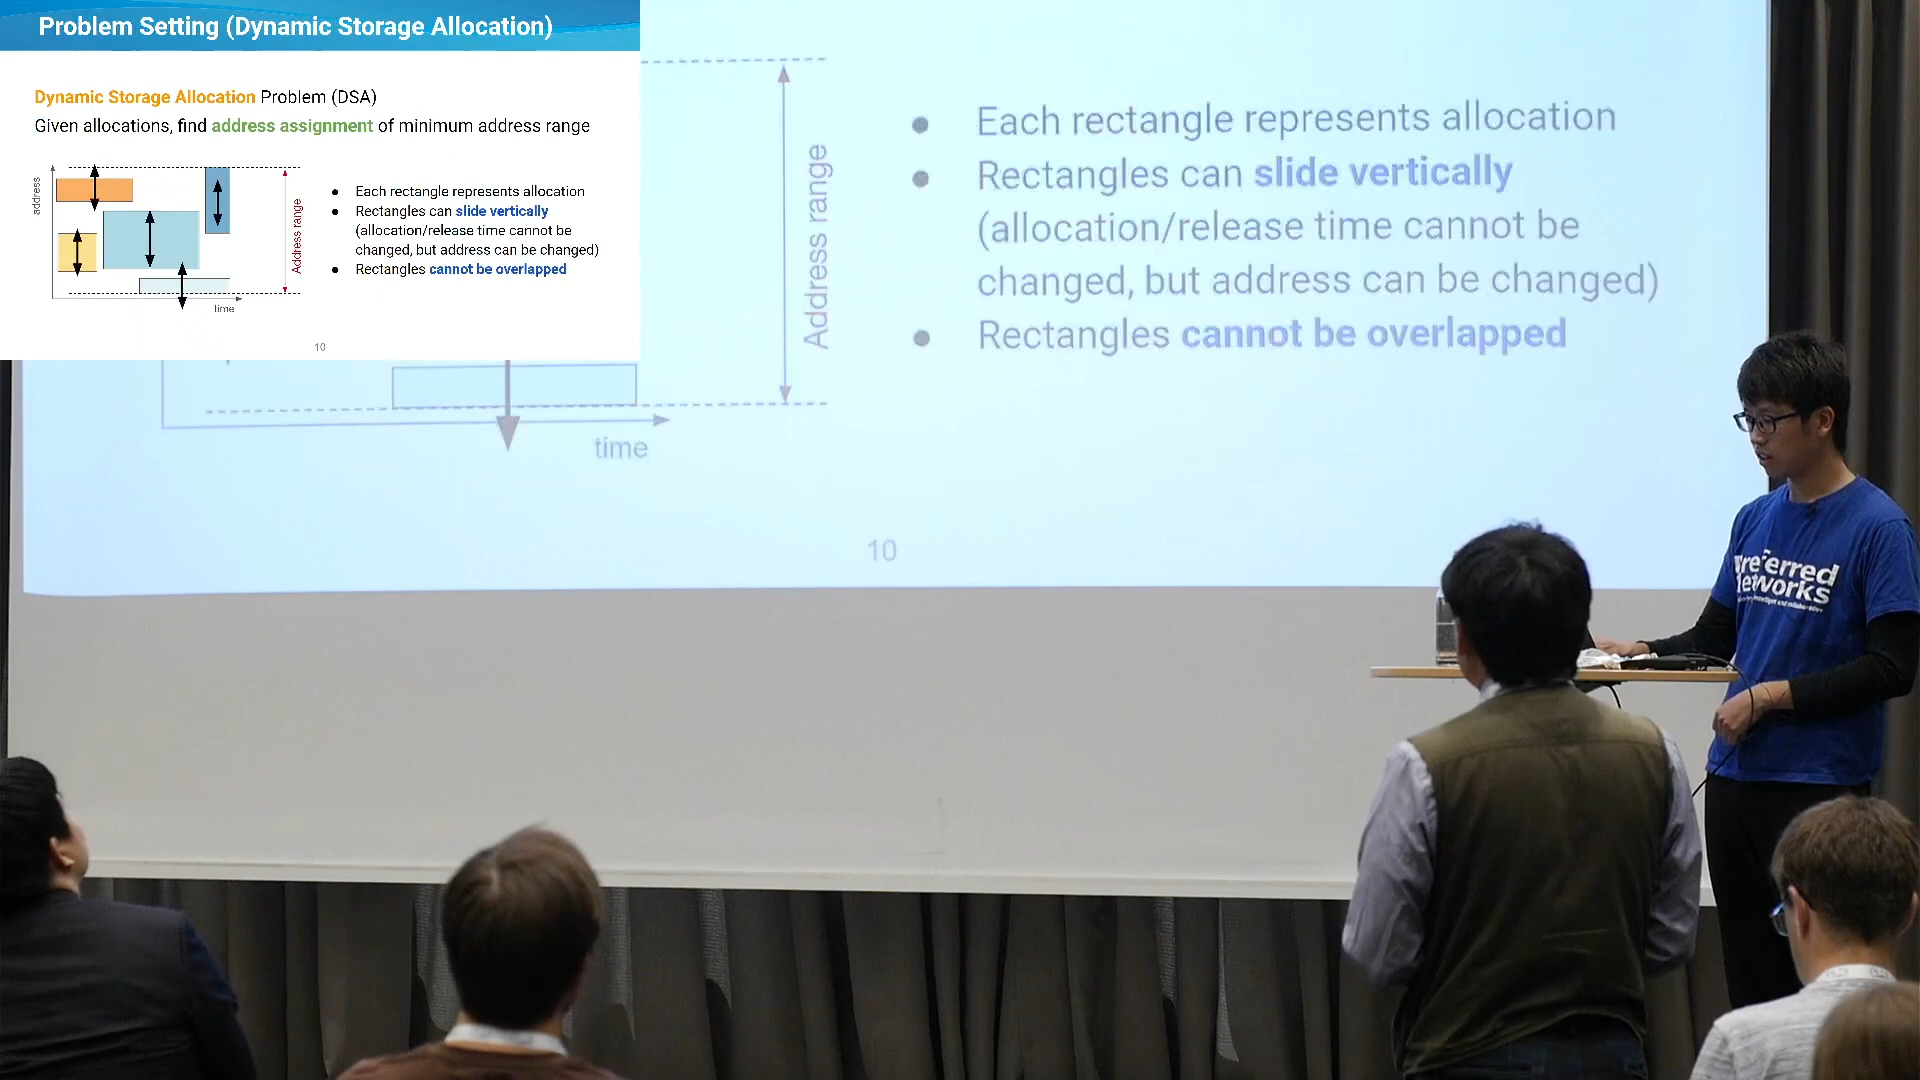 Problem Setting (Dynamic Storage Allocation)
Dynamic Storage Allocation Problem (DSA)
Given allocations, find address assignment of minimum address range
address
time
Address range
● Each rectangle represents allocation
● Rectangles can slide vertically
(allocation/release time cannot be
changed, but address can be changed)
● Rectangles cannot be overlapped
10
Address range
time
● Each rectangle represents allocation
● Rectangles can slide vertically
(allocation/release time cannot be
changed, but address can be changed)
● Rectangles cannot be overlapped
10
Preferred
Networks